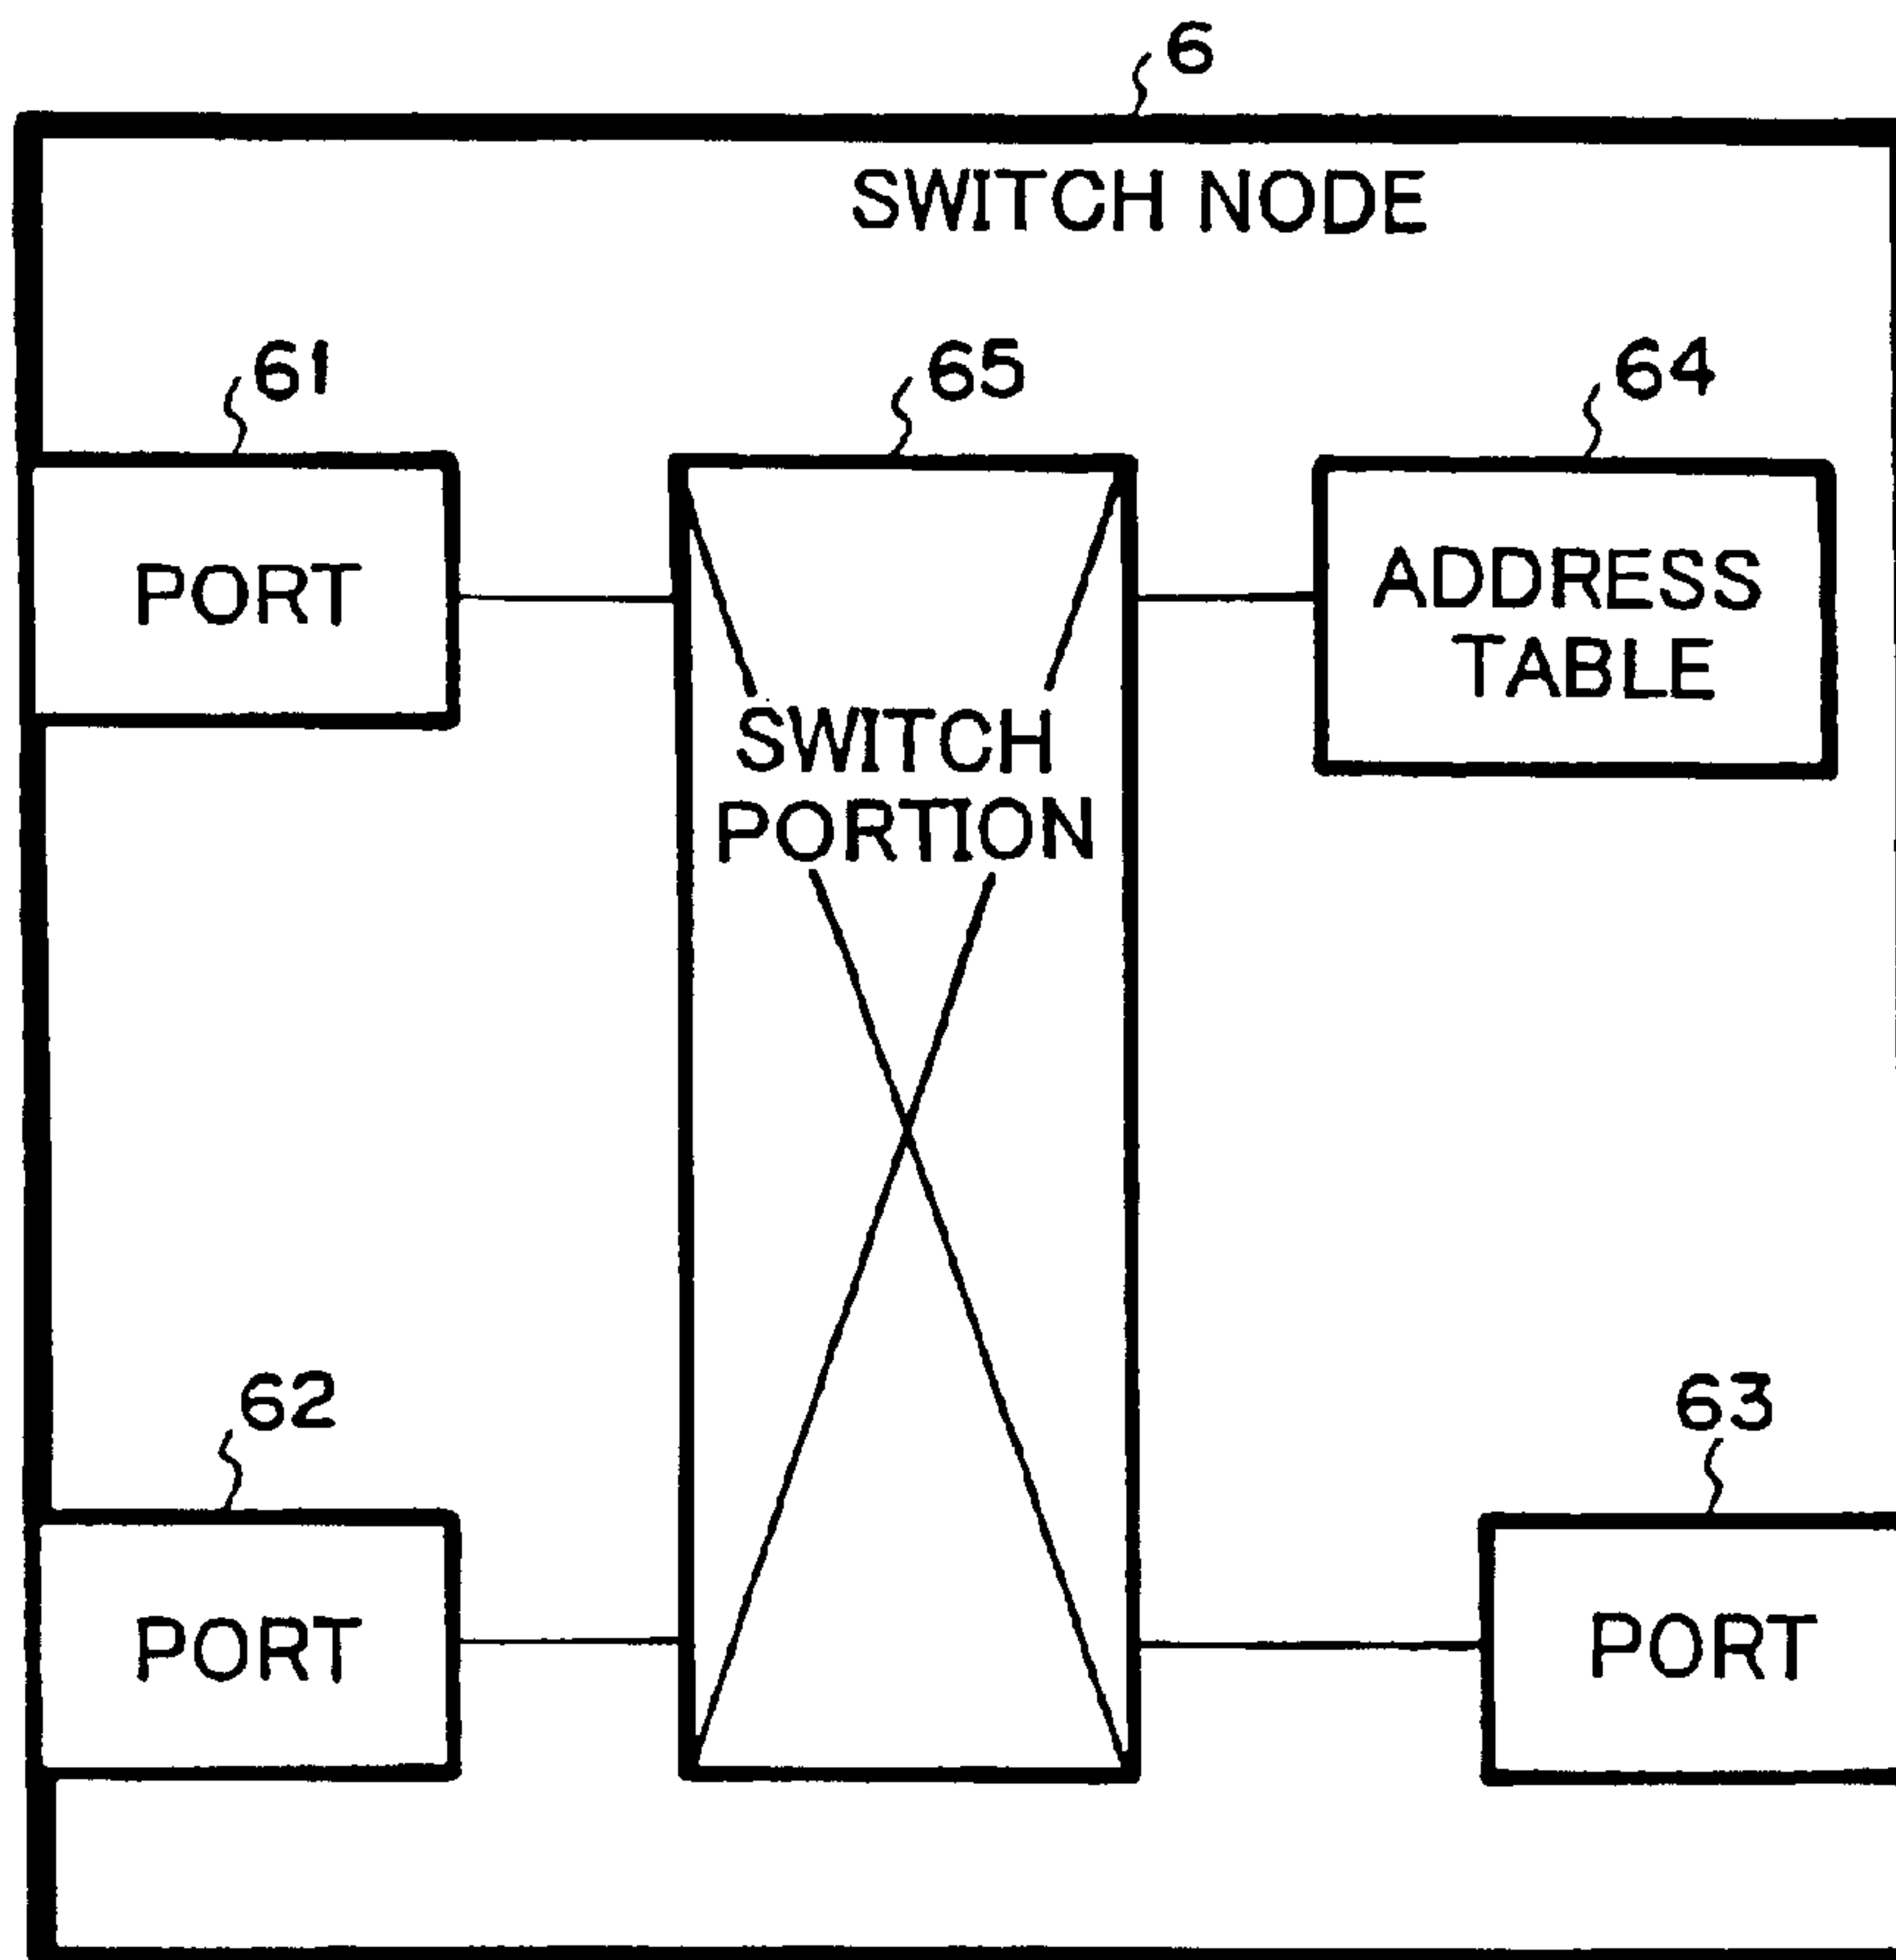 6
SWITCH NODE
61
65
64
PORT
ADDRESS
TABLE
SWITCH
PORTION
62
63
PORT
PORT